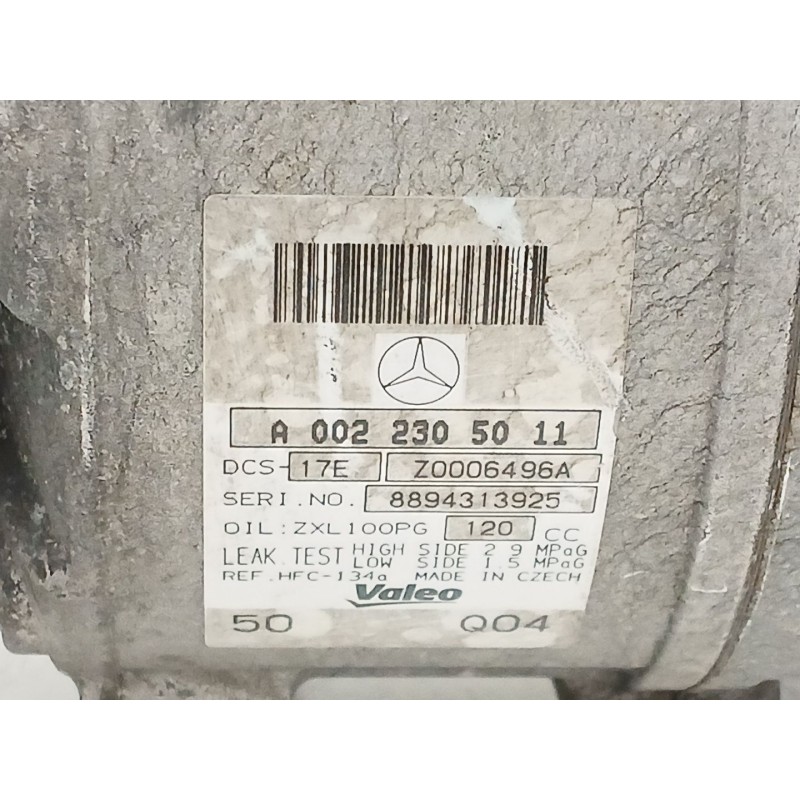 A 002 230 50 11
DCS-17E Z0006496A
SERI.NO. 8894313925
OIL:ZXL100PG 120 CC
LEAK.TEST HIGH SIDE 2.9 MPaG
LOW SIDE 1.5 MPaG
REF.HFC-134a MADE IN CZECH
Valeo
50 Q04